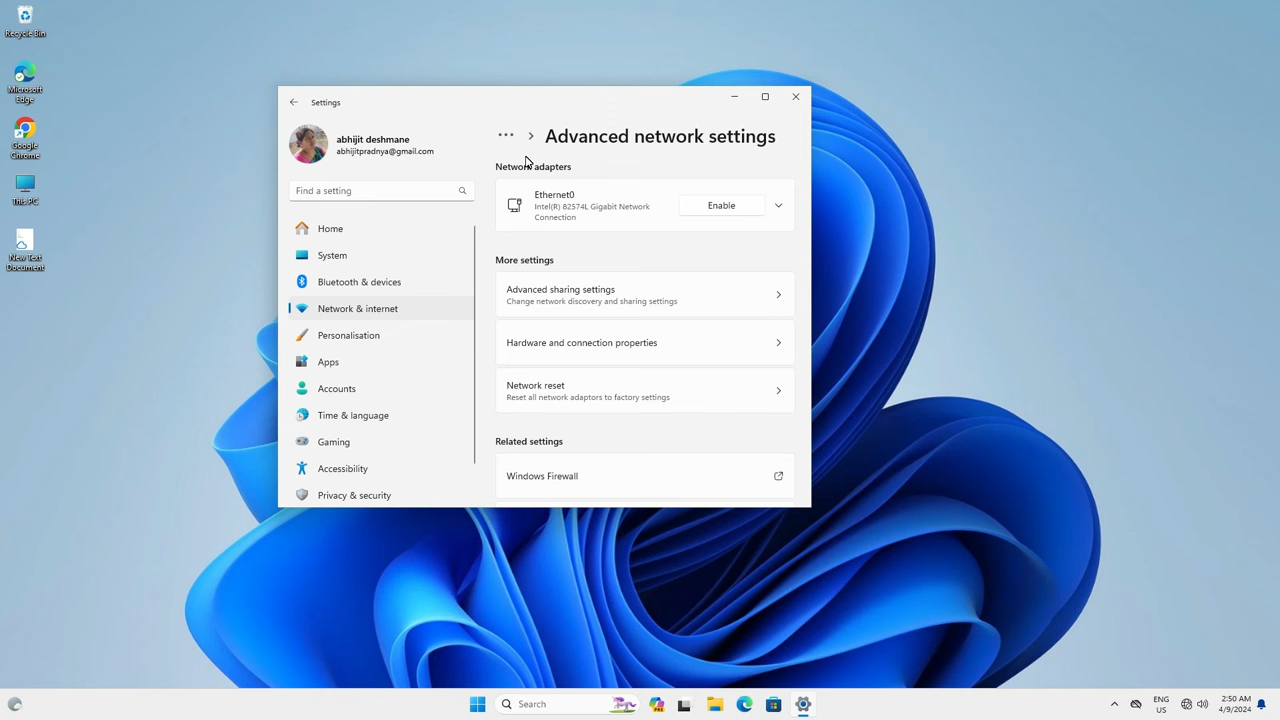 Recycle Bin
Microsoft
Edge
Google
Chrome
This PC
New Text
Document
Settings
abhijit deshmane
abhijitpradnya@gmail.com
Find a setting
Home
System
Bluetooth & devices
Network & internet
Personalisation
Apps
Accounts
Time & language
Gaming
Accessibility
Privacy & security
... > Advanced network settings
Network adapters
Ethernet0
Intel(R) 82574L Gigabit Network
Connection
Enable
More settings
Advanced sharing settings
Change network discovery and sharing settings
Hardware and connection properties
Network reset
Reset all network adaptors to factory settings
Related settings
Windows Firewall
Search
ENG
US
2:50 AM
4/9/2024